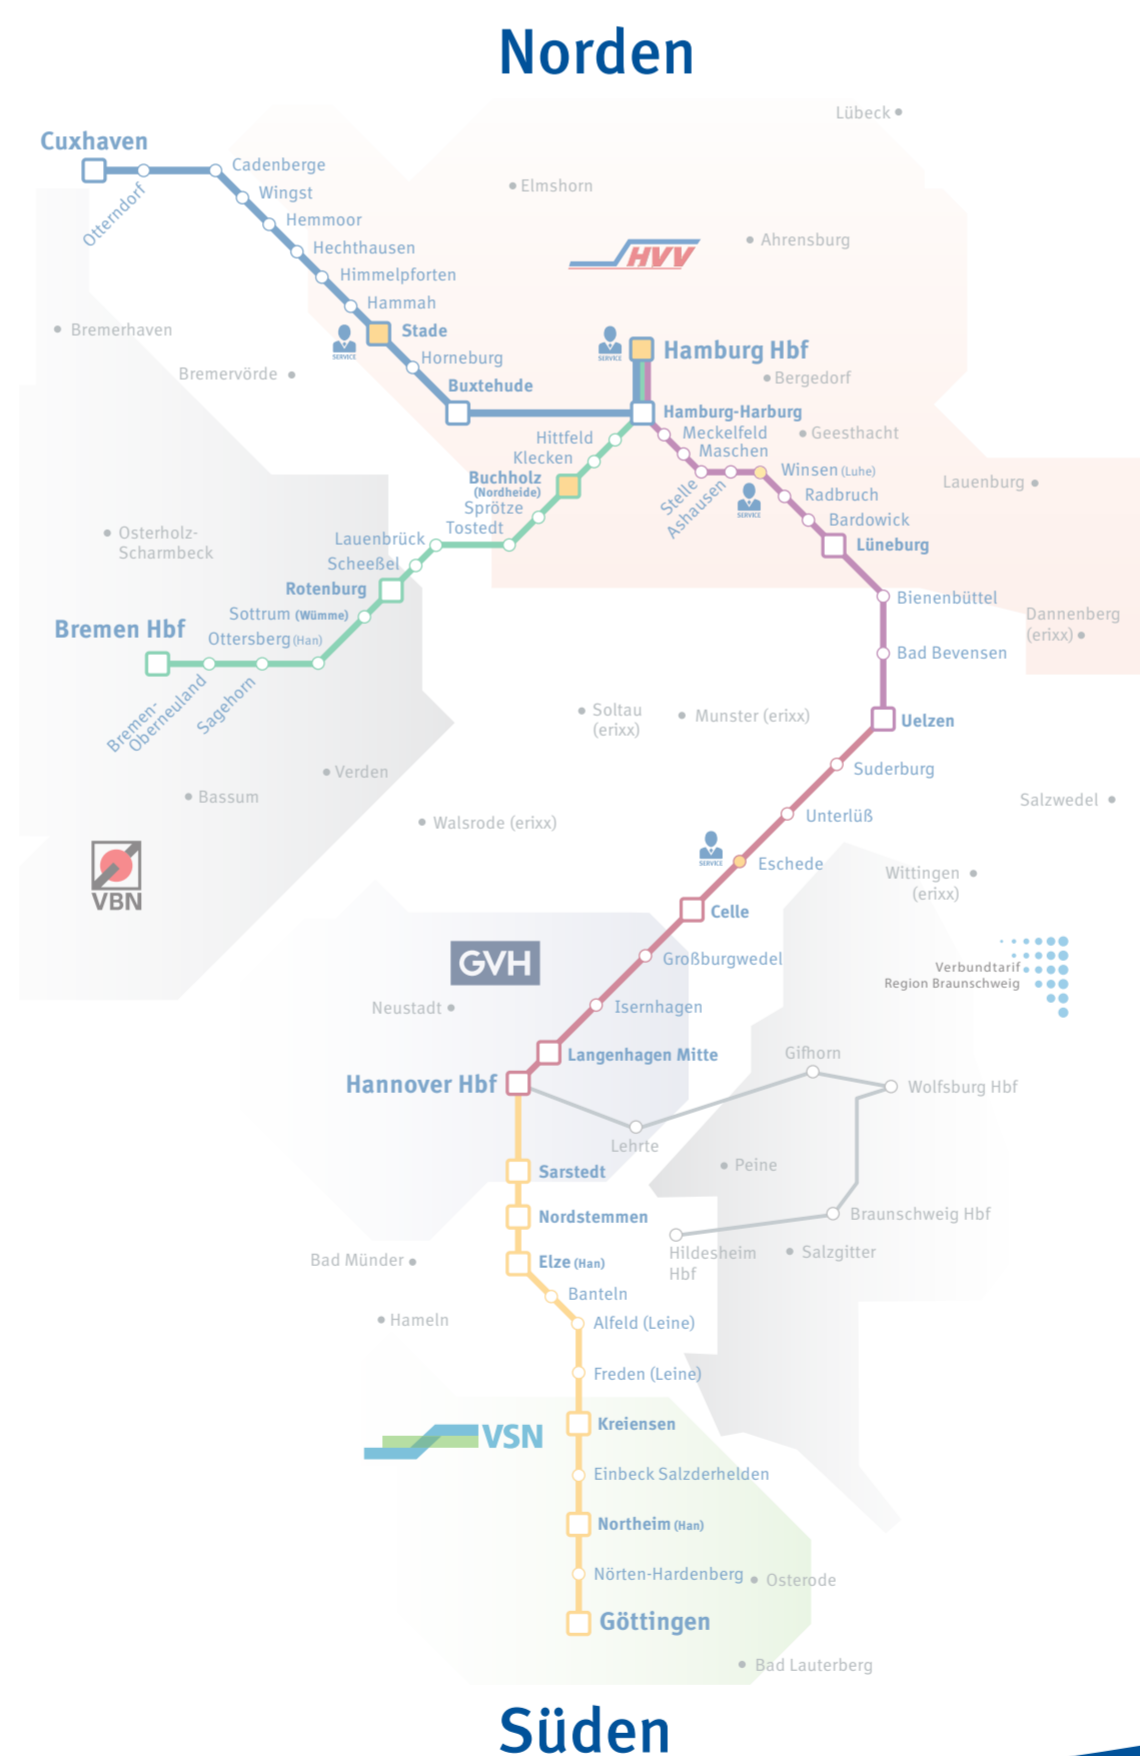 Norden
Lübeck
Cuxhaven
Cadenberge
Elmshorn
Wingst
Otterndorf
Hemmoor
Ahrensburg
Hechthausen
HVV
Himmelpforten
Hammah
Bremerhaven
Stade
SERVICE
Hamburg Hbf
SERVICE
Horneburg
Bremervörde
Bergedorf
Buxtehude
Hamburg-Harburg
Hittfeld
Meckelfeld
Geesthacht
Klecken
Maschen
Buchholz
(Nordheide)
Winsen (Luhe)
Lauenburg
Stelle
Ashausen
SERVICE
Radbruch
Sprötze
Bardowick
Tostedt
Osterholz-
Scharmbeck
Lauenbrück
Lüneburg
Scheeßel
Rotenburg
Bienenbüttel
Sottrum (Wümme)
Dannenberg
(erixx)
Bremen Hbf
Ottersberg (Han)
Bad Bevensen
Bremen-
Oberneuland
Sagehorn
Soltau
(erixx)
Munster (erixx)
Uelzen
Verden
Suderburg
Bassum
Salzwedel
Walsrode (erixx)
Unterlüß
VBN
SERVICE
Eschede
Wittingen
(erixx)
Celle
GVH
Großburgwedel
Verbundtarif
Region Braunschweig
Neustadt
Isernhagen
Langenhagen Mitte
Gifhorn
Hannover Hbf
Wolfsburg Hbf
Lehrte
Sarstedt
Peine
Nordstemmen
Braunschweig Hbf
Bad Münder
Elze (Han)
Hildesheim
Hbf
Salzgitter
Banteln
Hameln
Alfeld (Leine)
Freden (Leine)
Kreiensen
VSN
Einbeck Salzderhelden
Northeim (Han)
Nörten-Hardenberg
Osterode
Göttingen
Bad Lauterberg
Süden